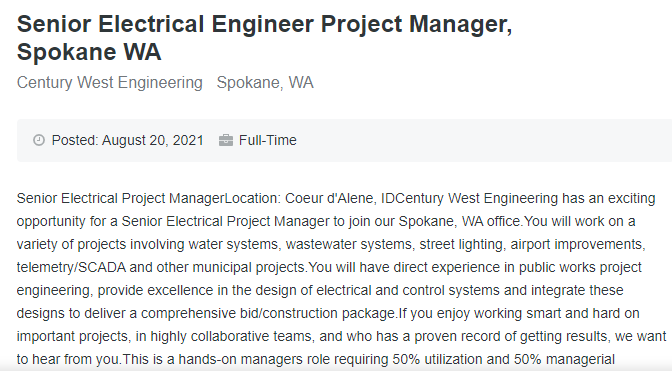 Senior Electrical Engineer Project Manager,
Spokane WA
Century West Engineering Spokane, WA
Posted: August 20, 2021 Full-Time
Senior Electrical Project ManagerLocation: Coeur d'Alene, IDCentury West Engineering has an exciting
opportunity for a Senior Electrical Project Manager to join our Spokane, WA office.You will work on a
variety of projects involving water systems, wastewater systems, street lighting, airport improvements,
telemetry/SCADA and other municipal projects.You will have direct experience in public works project
engineering, provide excellence in the design of electrical and control systems and integrate these
designs to deliver a comprehensive bid/construction package.If you enjoy working smart and hard on
important projects, in highly collaborative teams, and who has a proven record of getting results, we want
to hear from you.This is a hands-on managers role requiring 50% utilization and 50% managerial